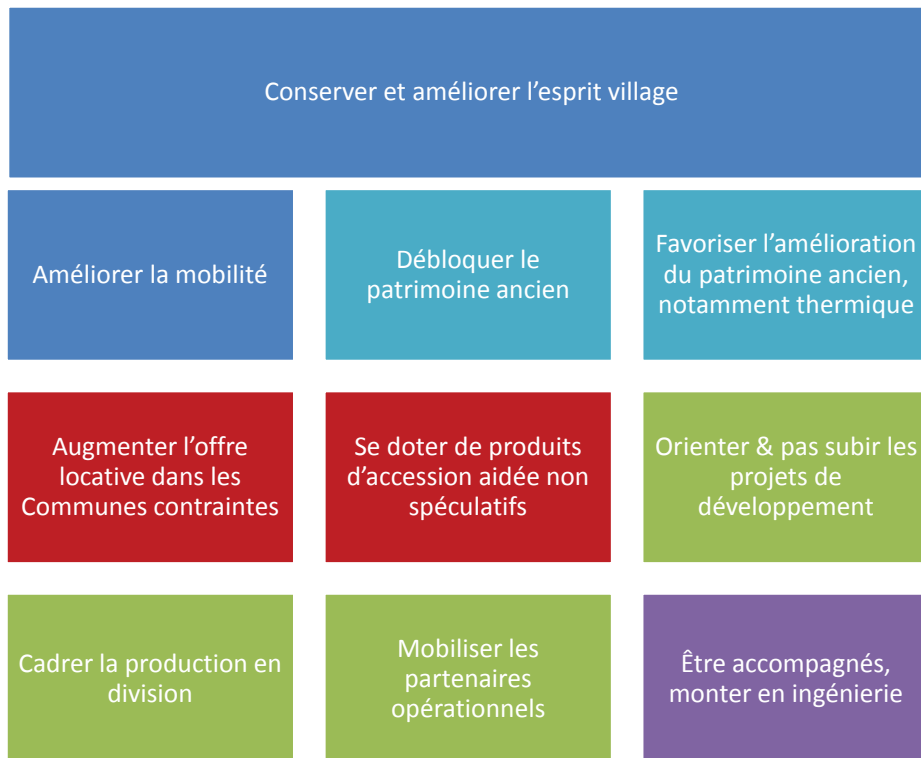 Conserver et améliorer l'esprit village
Améliorer la mobilité
Débloquer le
patrimoine ancien
Favoriser l'amélioration
du patrimoine ancien,
notamment thermique
Augmenter l'offre
locative dans les
Communes contraintes
Se doter de produits
d'accession aidée non
spéculatifs
Orienter & pas subir les
projets de
développement
Cadrer la production en
division
Mobiliser les
partenaires
opérationnels
Être accompagnés,
monter en ingénierie